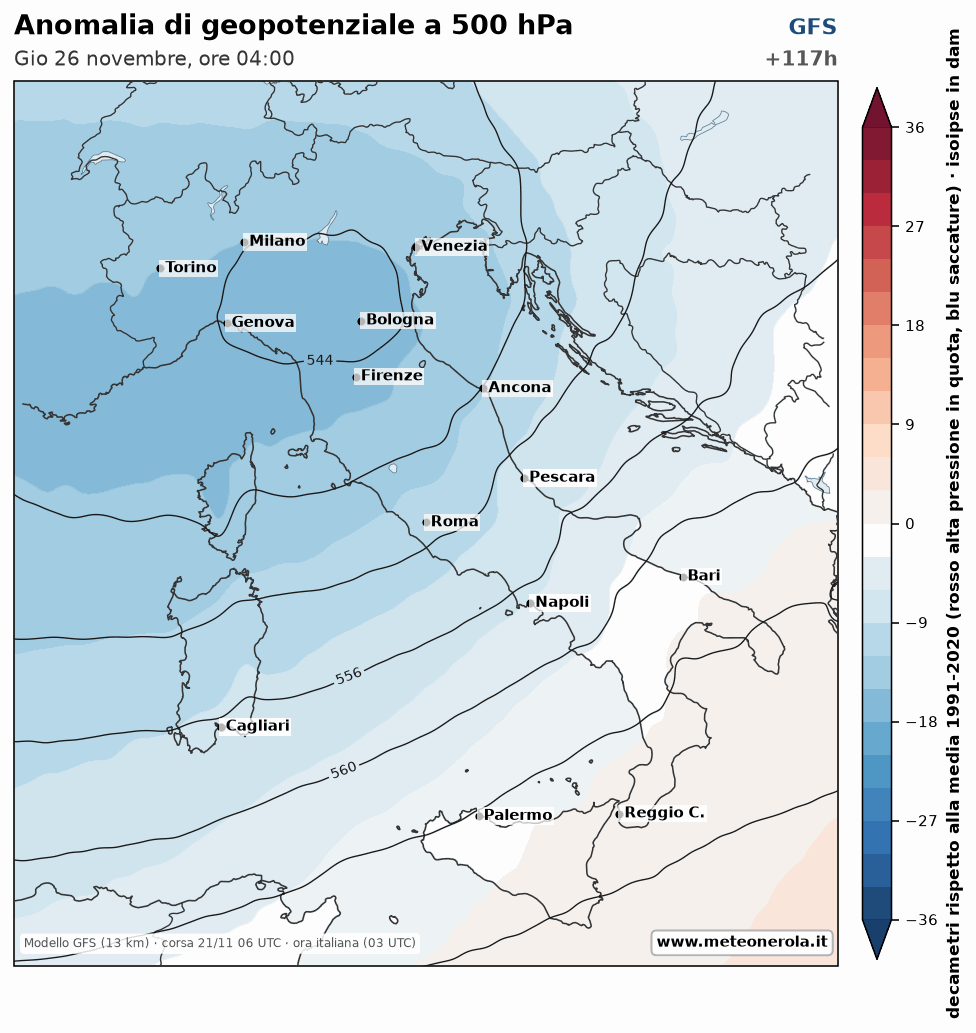 Anomalia di geopotenziale a 500 hPa
GFS
Gio 26 novembre, ore 04:00
+117h
Milano
Venezia
Torino
Genova
Bologna
544
Firenze
Ancona
Pescara
Roma
Bari
Napoli
556
Cagliari
560
Palermo
Reggio C.
Modello GFS (13 km) · corsa 21/11 06 UTC · ora italiana (03 UTC)
www.meteonerola.it
36
27
18
9
0
−9
−18
−27
−36
decametri rispetto alla media 1991-2020 (rosso alta pressione in quota, blu saccature) · isoipse in dam